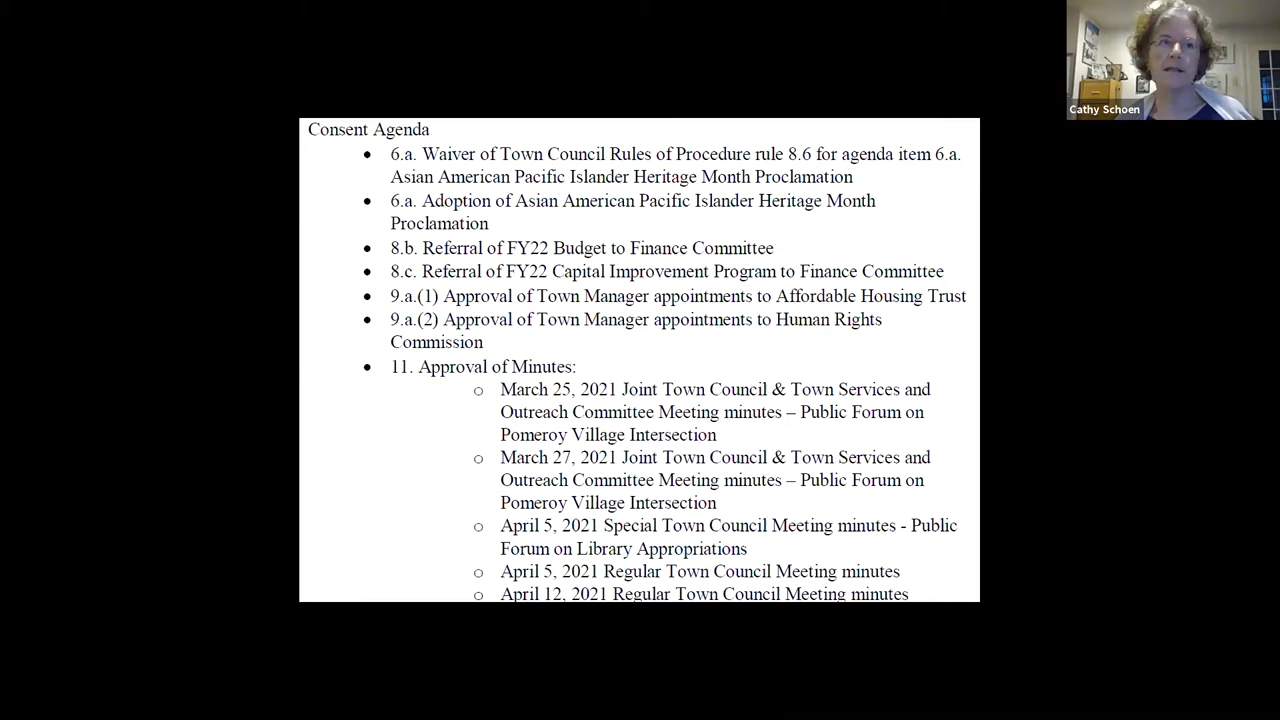 Cathy Schoen
Consent Agenda
• 6.a. Waiver of Town Council Rules of Procedure rule 8.6 for agenda item 6.a.
Asian American Pacific Islander Heritage Month Proclamation
• 6.a. Adoption of Asian American Pacific Islander Heritage Month
Proclamation
• 8.b. Referral of FY22 Budget to Finance Committee
• 8.c. Referral of FY22 Capital Improvement Program to Finance Committee
• 9.a.(1) Approval of Town Manager appointments to Affordable Housing Trust
• 9.a.(2) Approval of Town Manager appointments to Human Rights
Commission
• 11. Approval of Minutes:
o March 25, 2021 Joint Town Council & Town Services and
Outreach Committee Meeting minutes – Public Forum on
Pomeroy Village Intersection
o March 27, 2021 Joint Town Council & Town Services and
Outreach Committee Meeting minutes – Public Forum on
Pomeroy Village Intersection
o April 5, 2021 Special Town Council Meeting minutes - Public
Forum on Library Appropriations
o April 5, 2021 Regular Town Council Meeting minutes
o April 12, 2021 Regular Town Council Meeting minutes